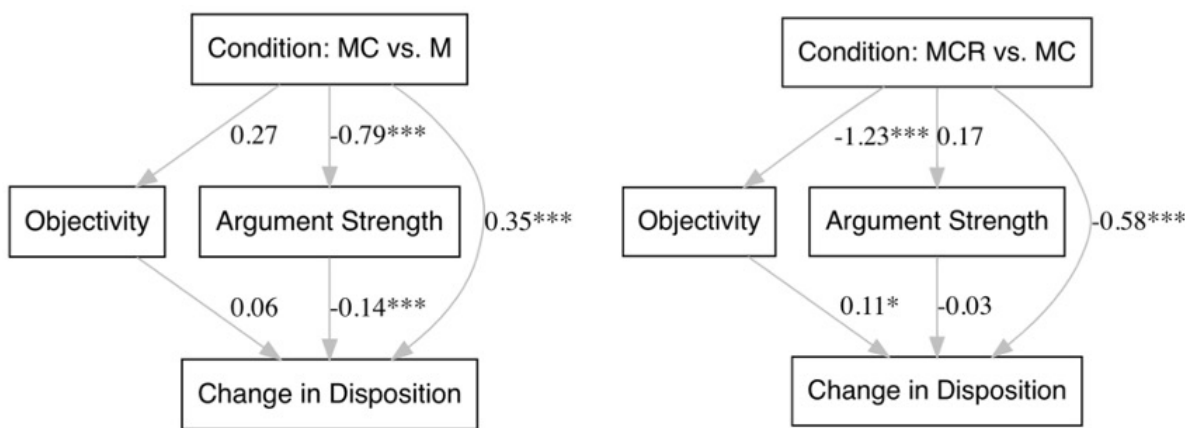 Condition: MC vs. M
0.27
-0.79***
0.35***
Objectivity
Argument Strength
0.06
-0.14***
Change in Disposition
Condition: MCR vs. MC
-1.23***
0.17
-0.58***
Objectivity
Argument Strength
0.11*
-0.03
Change in Disposition